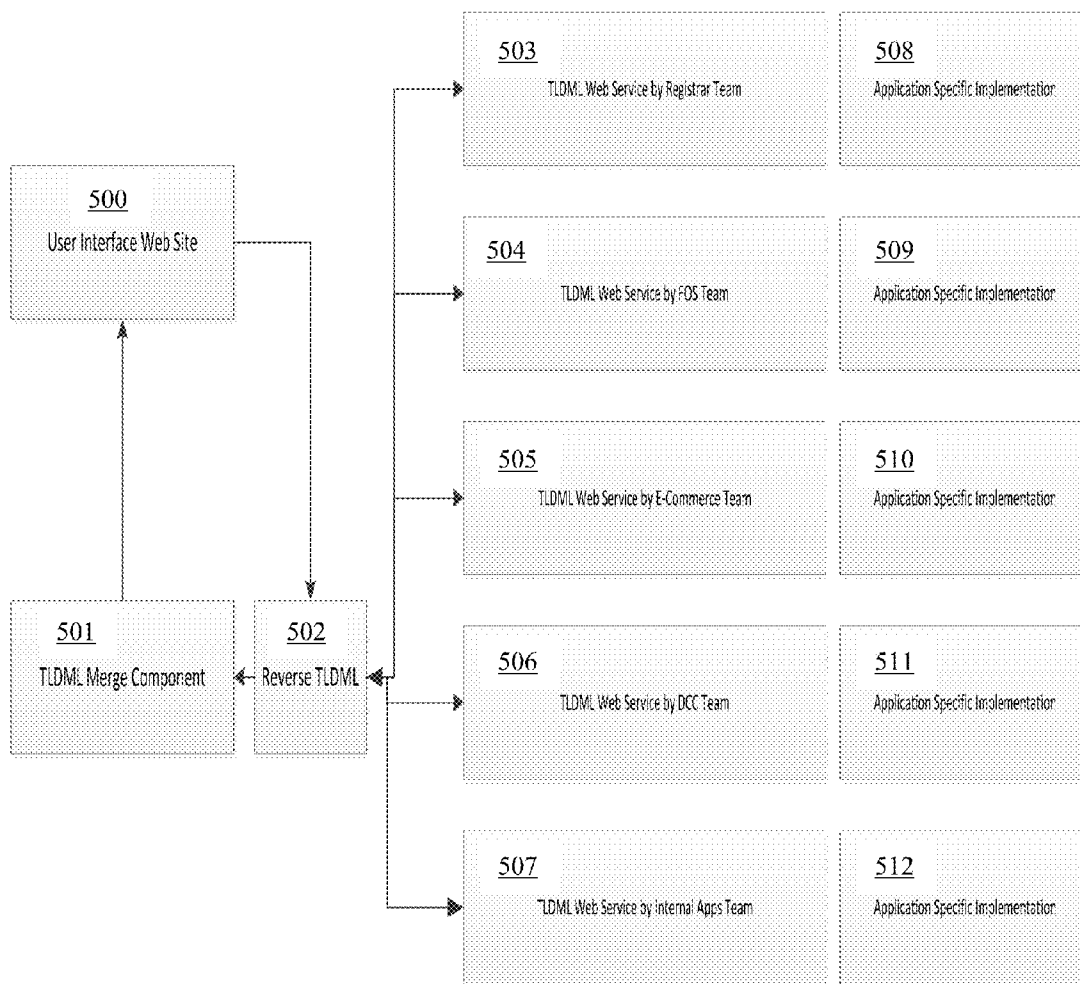 503
TLDML Web Service by Registrar Team
508
Application Specific Implementation
500
User Interface Web Site
504
TLDML Web Service by FOS Team
509
Application Specific Implementation
505
TLDML Web Service by E-Commerce Team
510
Application Specific Implementation
501
TLDML Merge Component
502
Reverse TLDML
506
TLDML Web Service by DCC Team
511
Application Specific Implementation
507
TLDML Web Service by Internal Apps Team
512
Application Specific Implementation